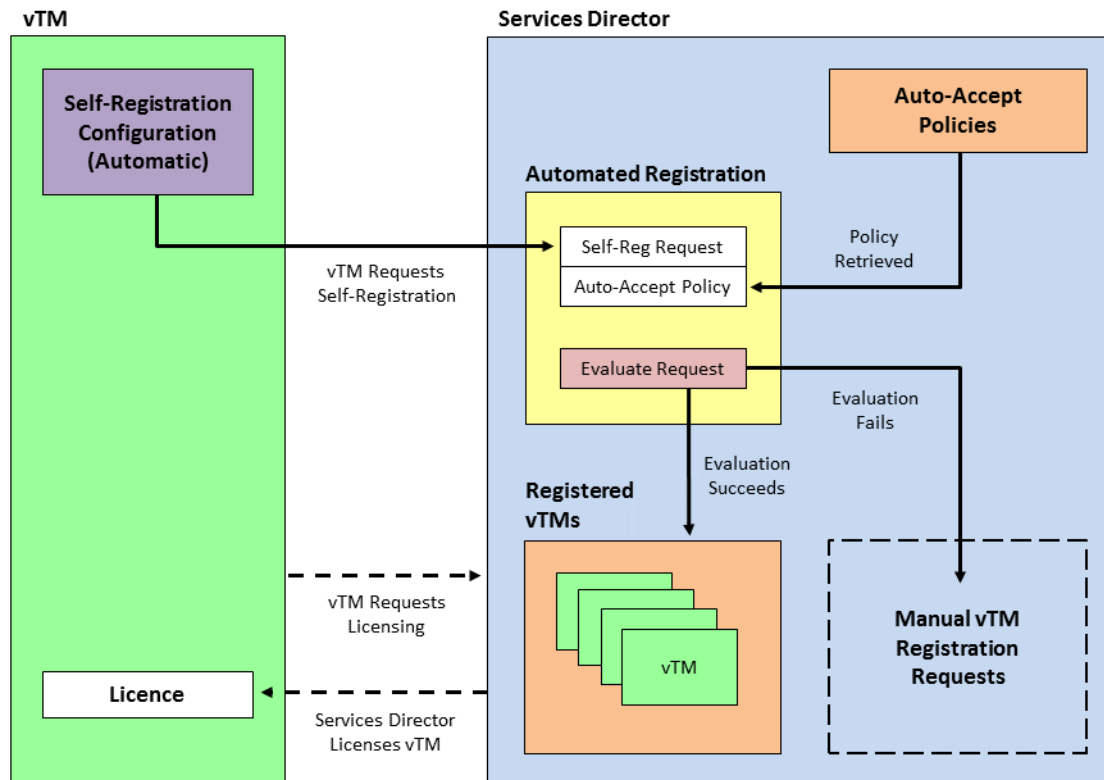 vTM
Services Director
Self-Registration
Configuration
(Automatic)
Auto-Accept
Policies
Automated Registration
Self-Reg Request
Auto-Accept Policy
vTM Requests
Self-Registration
Policy
Retrieved
Evaluate Request
Evaluation
Fails
Evaluation
Succeeds
Registered
vTMs
vTM Requests
Licensing
vTM
Manual vTM
Registration
Requests
Licence
Services Director
Licenses vTM